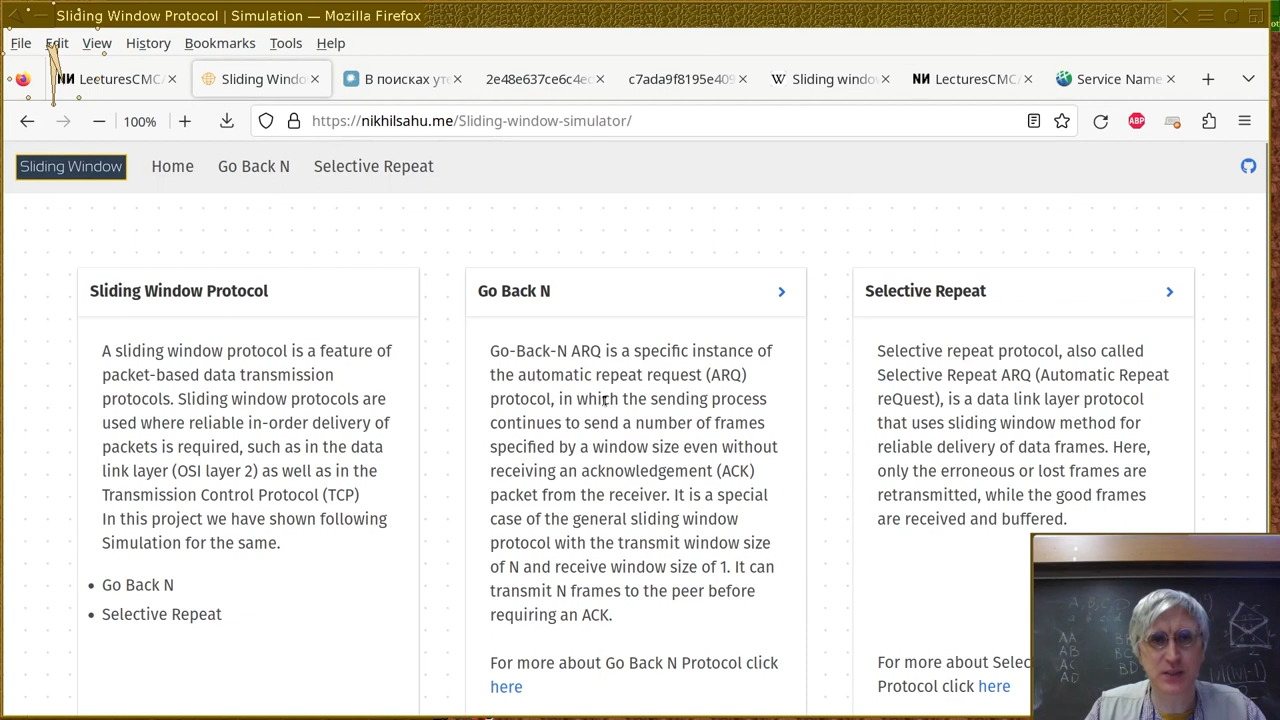 Sliding Window Protocol | Simulation — Mozilla Firefox
File Edit View History Bookmarks Tools Help
LecturesCMC/
Sliding Windo
В поисках уте
2e48e637ce6c4ec
c7ada9f8195e409
Sliding window
LecturesCMC/
Service Name
100%
https://nikhilsahu.me/Sliding-window-simulator/
ABP
Sliding Window
Home
Go Back N
Selective Repeat
Sliding Window Protocol
A sliding window protocol is a feature of
packet-based data transmission
protocols. Sliding window protocols are
used where reliable in-order delivery of
packets is required, such as in the data
link layer (OSI layer 2) as well as in the
Transmission Control Protocol (TCP)
In this project we have shown following
Simulation for the same.
Go Back N
Selective Repeat
Go Back N
Go-Back-N ARQ is a specific instance of
the automatic repeat request (ARQ)
protocol, in which the sending process
continues to send a number of frames
specified by a window size even without
receiving an acknowledgement (ACK)
packet from the receiver. It is a special
case of the general sliding window
protocol with the transmit window size
of N and receive window size of 1. It can
transmit N frames to the peer before
requiring an ACK.
For more about Go Back N Protocol click
here
Selective Repeat
Selective repeat protocol, also called
Selective Repeat ARQ (Automatic Repeat
reQuest), is a data link layer protocol
that uses sliding window method for
reliable delivery of data frames. Here,
only the erroneous or lost frames are
retransmitted, while the good frames
are received and buffered.
For more about Selec
Protocol click here
AA
AB
AC
AD